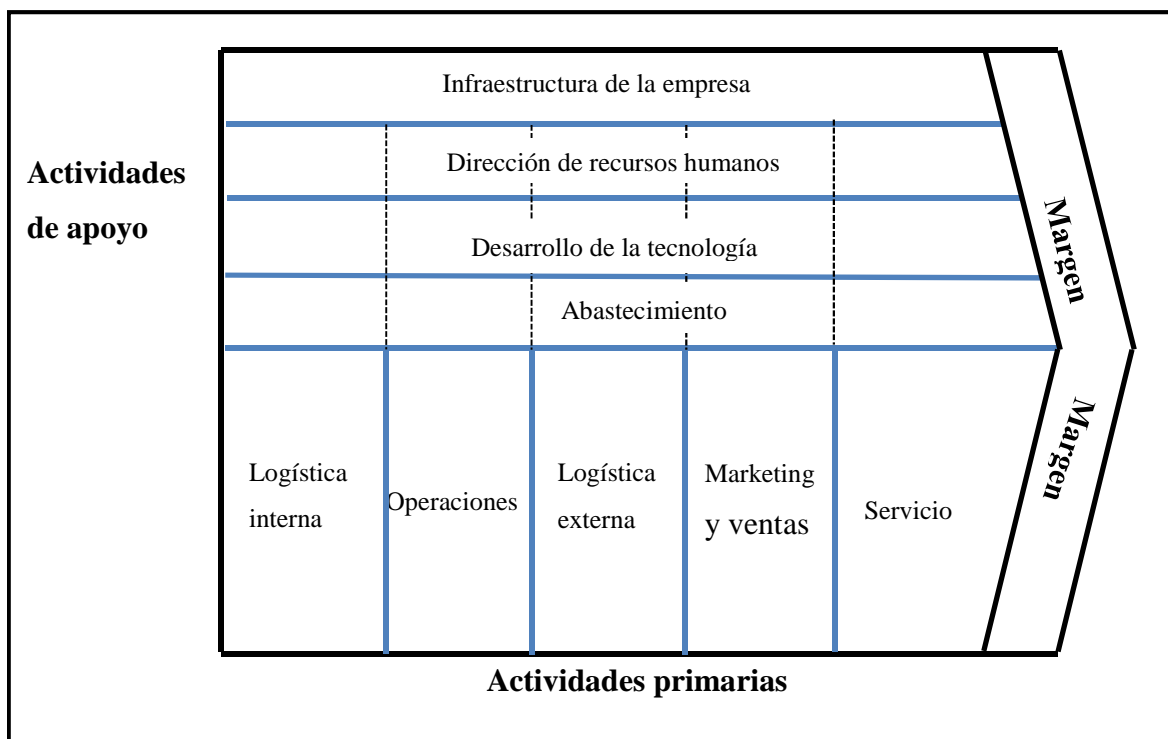 Infraestructura de la empresa
Actividades
de apoyo
Dirección de recursos humanos
Desarrollo de la tecnología
Abastecimiento
Margen
Margen
Logística
interna
Operaciones
Logística
externa
Marketing
y ventas
Servicio
Actividades primarias